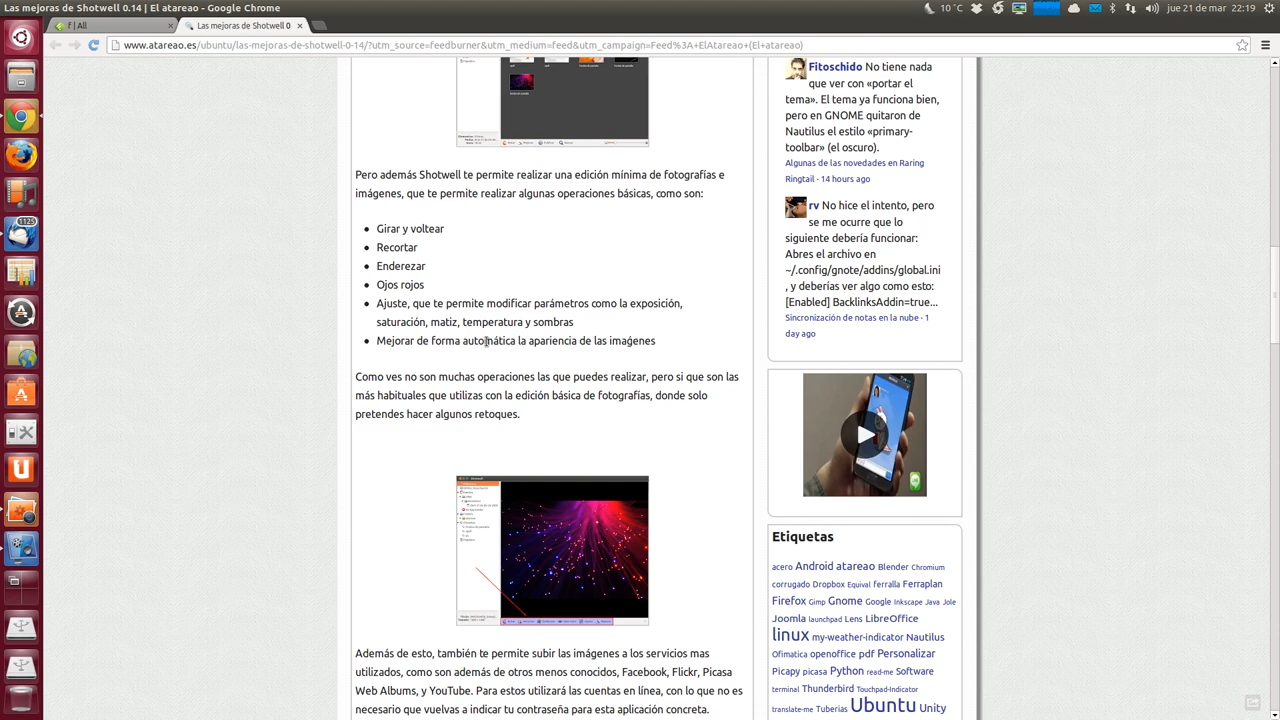 Las mejoras de Shotwell 0.14 | El atareao - Google Chrome
10 °C
jue 21 de mar 22:19
f | All
Las mejoras de Shotwell 0
www.atareao.es/ubuntu/las-mejoras-de-shotwell-0-14/?utm_source=feedburner&utm_medium=feed&utm_campaign=Feed%3A+ElAtareao+(El+atareao)
Pero además Shotwell te permite realizar una edición mínima de fotografías e
imágenes, que te permite realizar algunas operaciones básicas, como son:
Girar y voltear
Recortar
Enderezar
Ojos rojos
Ajuste, que te permite modificar parámetros como la exposición,
saturación, matiz, temperatura y sombras
Mejorar de forma automática la apariencia de las imaǵenes
Como ves no son muchas operaciones las que puedes realizar, pero si que son las
más habituales que utilizas con la edición básica de fotografías, donde solo
pretendes hacer algunos retoques.
Además de esto, también te permite subir las imágenes a los servicios mas
utilizados, como son además de otros menos conocidos, Facebook, Flickr, Picasa
Web Albums, y YouTube. Para estos utilizará las cuentas en línea, con lo que no es
necesario que vuelvas a indicar tu contraseña para esta aplicación concreta.
Fitoschido No tiene nada
que ver con «portar el
tema». El tema ya funciona bien,
pero en GNOME quitaron de
Nautilus el estilo «primary-
toolbar» (el oscuro).
Algunas de las novedades en Raring
Ringtail · 14 hours ago
rv No hice el intento, pero
se me ocurre que lo
siguiente debería funcionar:
Abres el archivo en
~/.config/gnote/addins/global.ini
, y deberías ver algo como esto:
[Enabled] BacklinksAddin=true...
Sincronización de notas en la nube · 1
day ago
Etiquetas
acero Android atareao Blender Chromium
corrugado Dropbox Equival ferralla Ferraplan
Firefox Gimp Gnome Google Inkscape Java Jole
Joomla launchpad Lens LibreOffice
linux my-weather-indicator Nautilus
Ofimatica openoffice pdf Personalizar
Picapy picasa Python read-me Software
terminal Thunderbird Touchpad-Indicator
translate-me Tuberias Ubuntu Unity